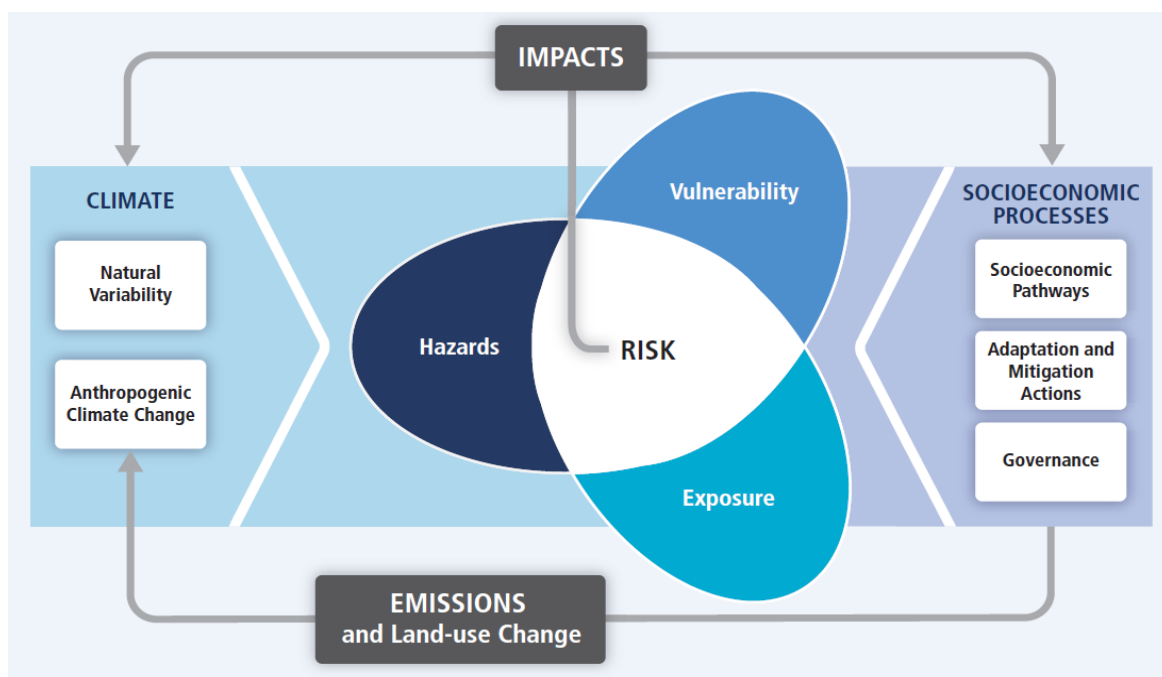 IMPACTS
CLIMATE
Natural
Variability
Anthropogenic
Climate Change
Vulnerability
Hazards
RISK
Exposure
SOCIOECONOMIC
PROCESSES
Socioeconomic
Pathways
Adaptation and
Mitigation
Actions
Governance
EMISSIONS
and Land-use Change